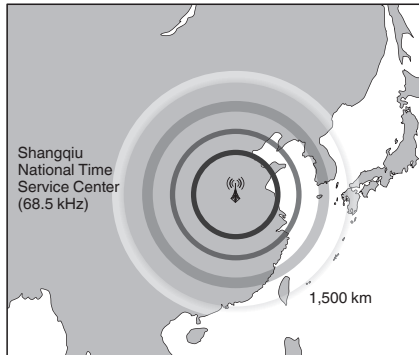 Shangqiu
National Time
Service Center
(68.5 kHz)
1,500 km